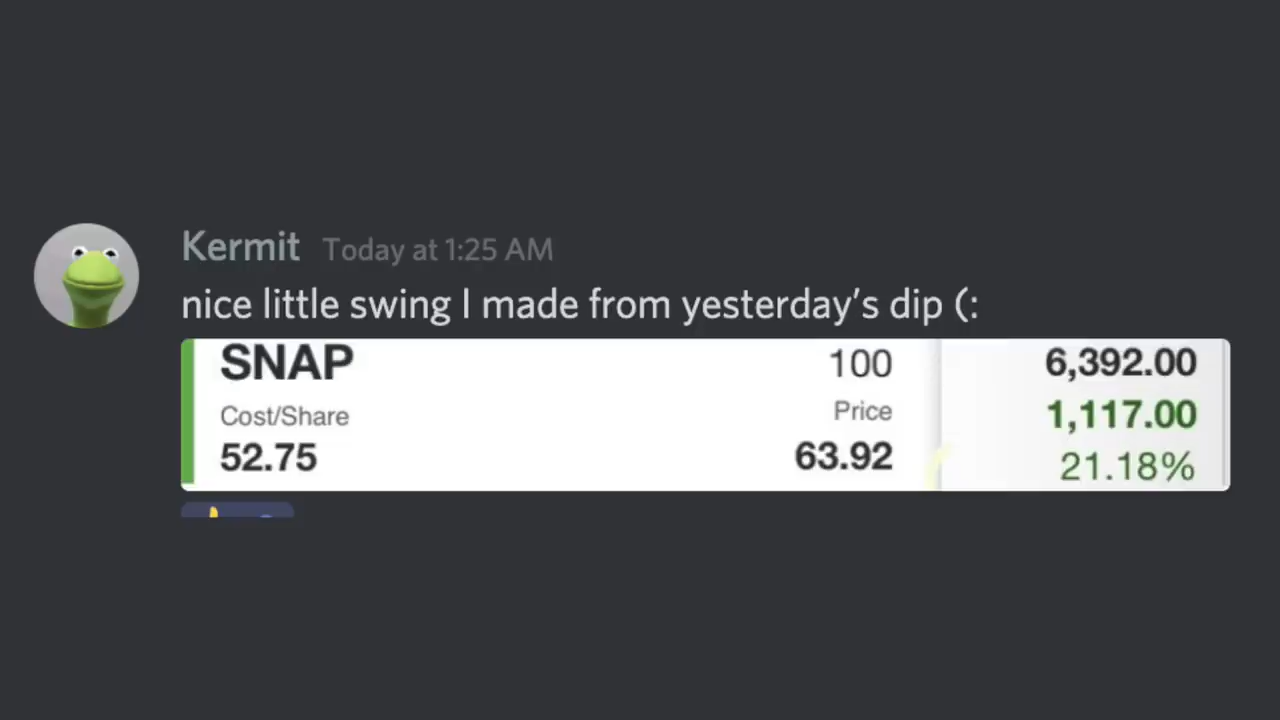 Kermit Today at 1:25 AM
nice little swing I made from yesterday's dip (:
SNAP 100 6,392.00
Cost/Share Price 1,117.00
52.75 63.92 21.18%